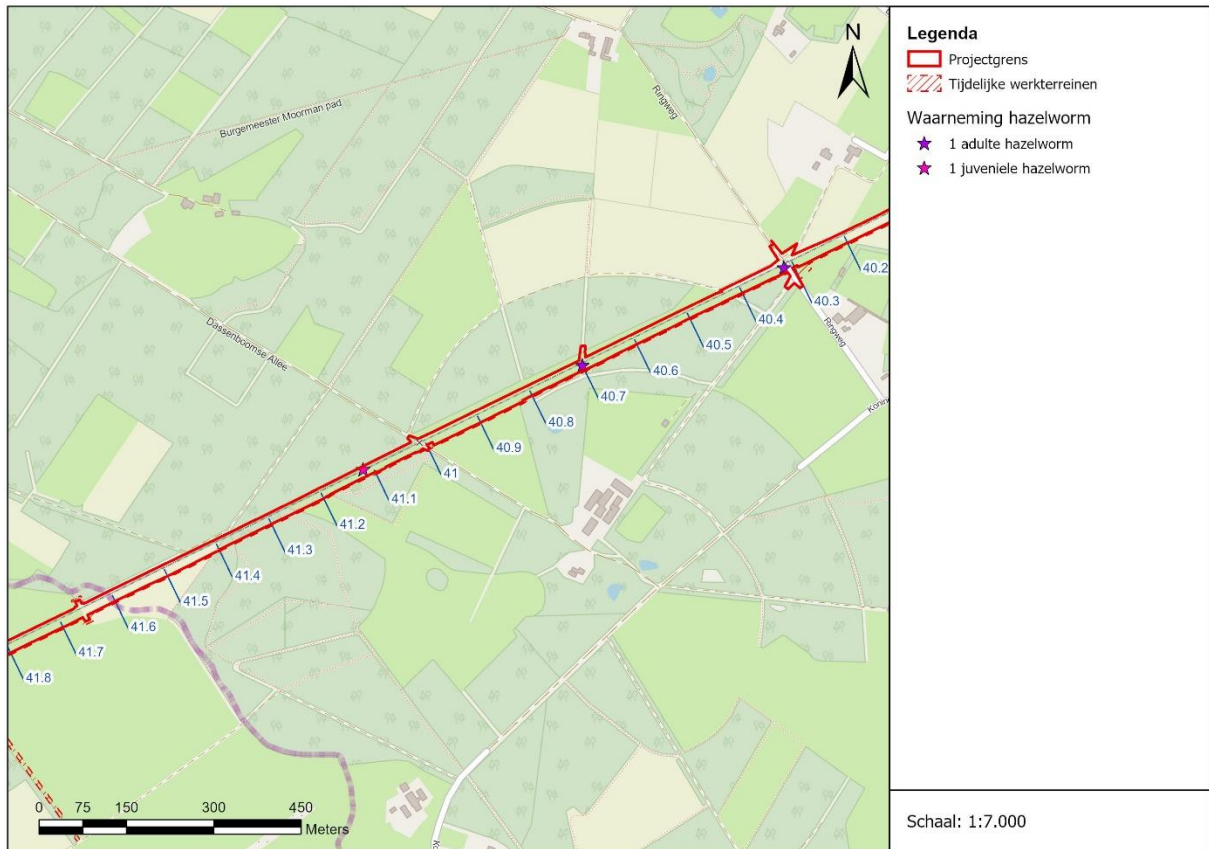 N
Burgemeester Moorman pad
Ringweg
Dassenboomse Allee
40.2
40.3
Ringweg
40.4
40.5
40.6
40.7
40.8
40.9
41
41.1
41.2
41.3
41.4
41.5
41.6
41.7
41.8
Konin
0 75 150 300 450
Meters
Legenda
Projectgrens
Tijdelijke werkterreinen
Waarneming hazelworm
1 adulte hazelworm
1 juveniele hazelworm
Schaal: 1:7.000